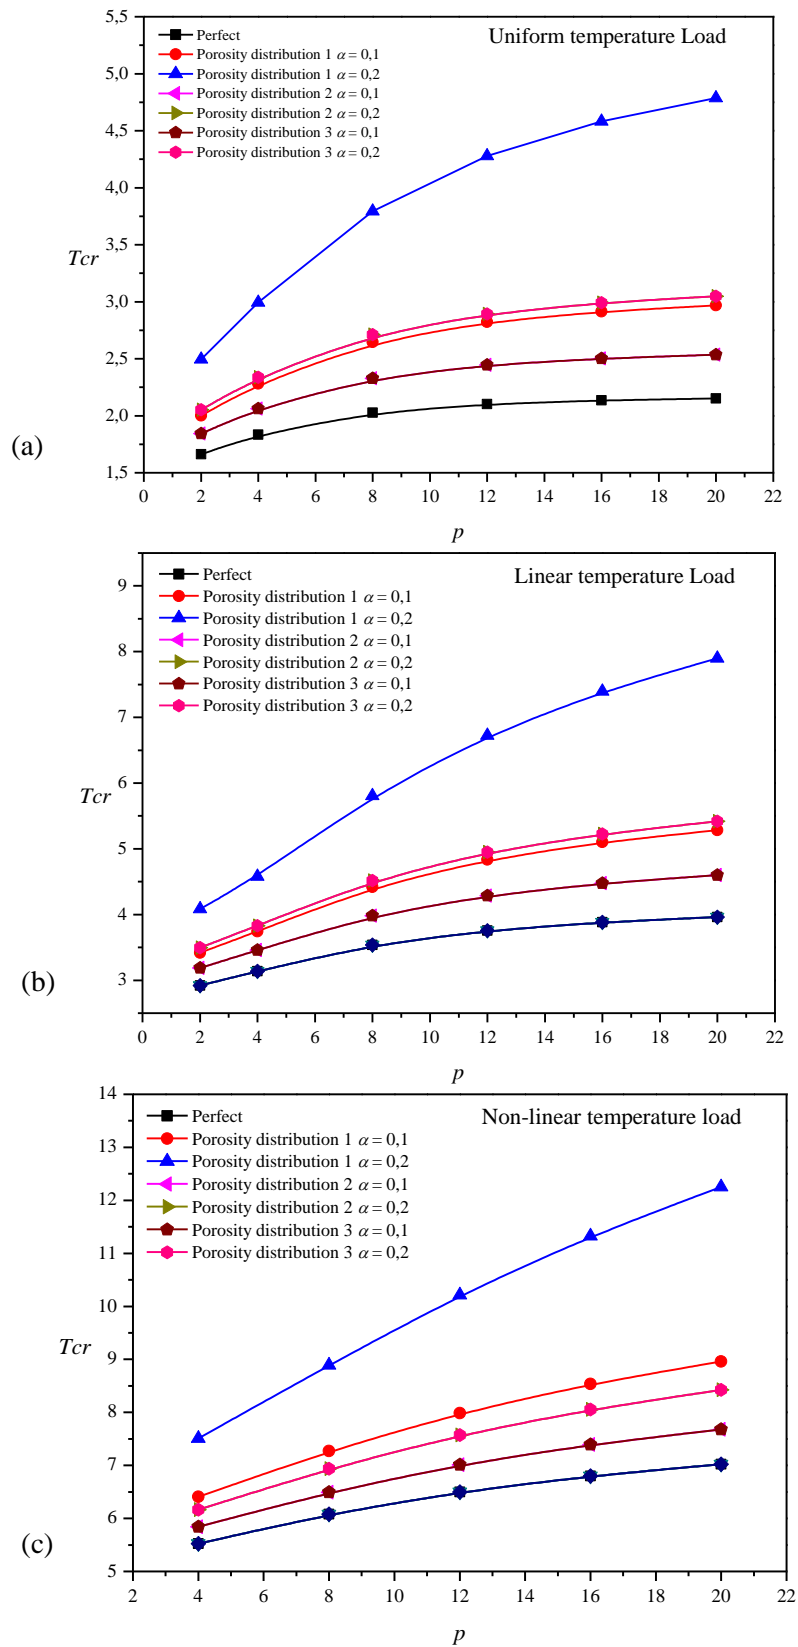 Uniform temperature Load
Perfect
Porosity distribution 1 α = 0,1
Porosity distribution 1 α = 0,2
Porosity distribution 2 α = 0,1
Porosity distribution 2 α = 0,2
Porosity distribution 3 α = 0,1
Porosity distribution 3 α = 0,2
5,5
5,0
4,5
4,0
3,5
3,0
2,5
2,0
1,5
Tcr
(a)
0 2 4 6 8 10 12 14 16 18 20 22
p
Linear temperature Load
Perfect
Porosity distribution 1 α = 0,1
Porosity distribution 1 α = 0,2
Porosity distribution 2 α = 0,1
Porosity distribution 2 α = 0,2
Porosity distribution 3 α = 0,1
Porosity distribution 3 α = 0,2
9
8
7
6
5
4
3
Tcr
(b)
0 2 4 6 8 10 12 14 16 18 20 22
p
Non-linear temperature load
Perfect
Porosity distribution 1 α = 0,1
Porosity distribution 1 α = 0,2
Porosity distribution 2 α = 0,1
Porosity distribution 2 α = 0,2
Porosity distribution 3 α = 0,1
Porosity distribution 3 α = 0,2
14
13
12
11
10
9
8
7
6
5
Tcr
(c)
2 4 6 8 10 12 14 16 18 20 22
p